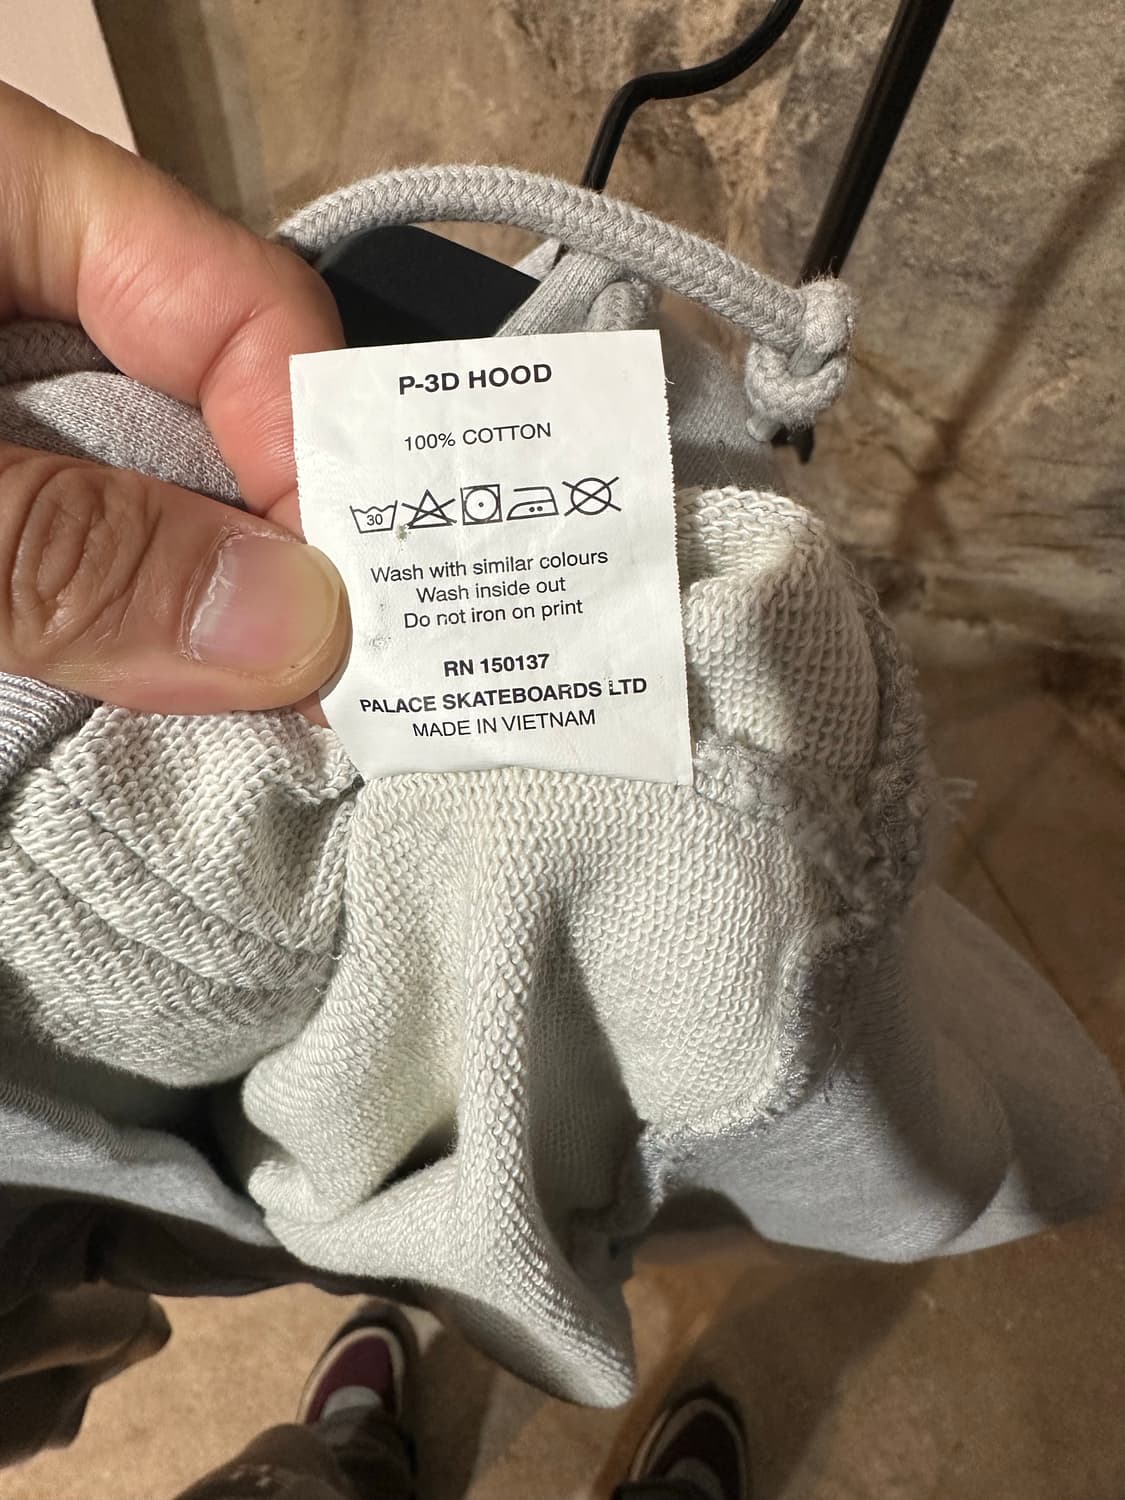 P-3D HOOD
100% COTTON
30
Wash with similar colours
Wash inside out
Do not iron on print
RN 150137
PALACE SKATEBOARDS LTD
MADE IN VIETNAM